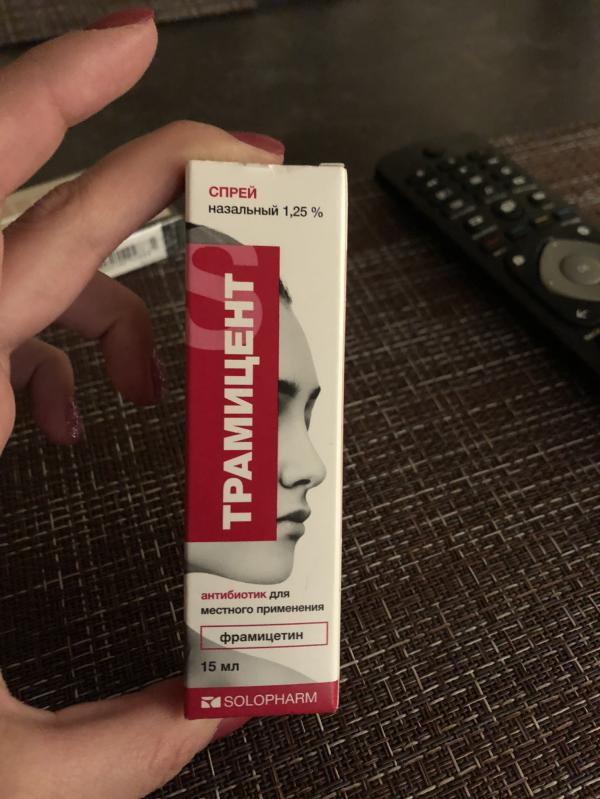 СПРЕЙ
назальный 1,25 %
S
ТРАМИЦЕНТ
антибиотик для
местного применения
фрамицетин
15 мл
SOLOPHARM